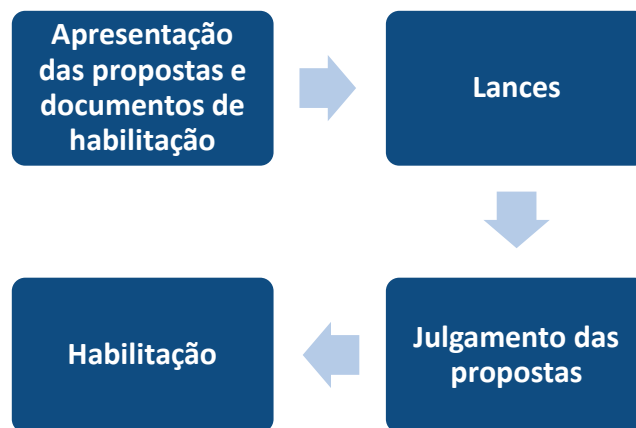 Apresentação
das propostas e
documentos de
habilitação
Lances
Julgamento das
propostas
Habilitação